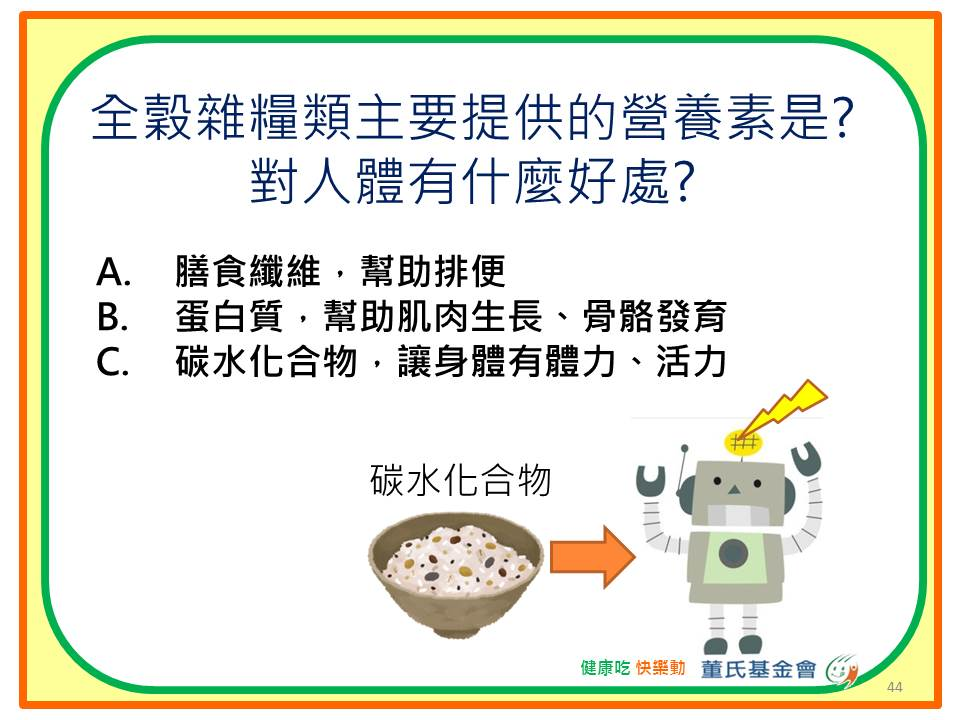 全穀雜糧類主要提供的營養素是?
對人體有什麼好處?
A. 膳食纖維，幫助排便
B. 蛋白質，幫助肌肉生長、骨骼發育
C. 碳水化合物，讓身體有體力、活力
碳水化合物
健康吃 快樂動 董氏基金會
44